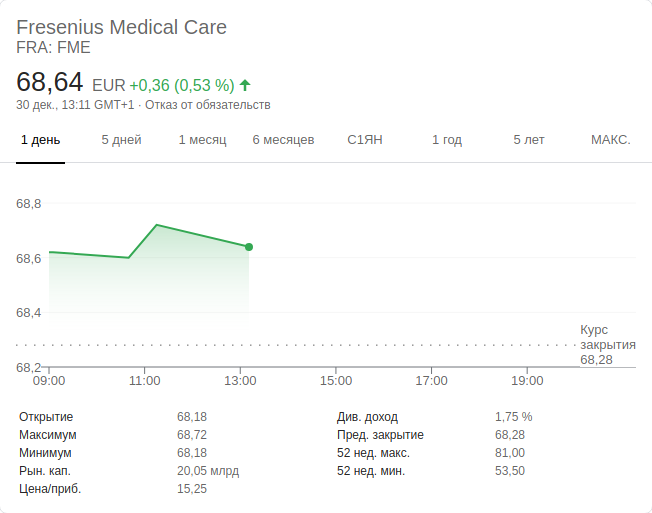 Fresenius Medical Care
FRA: FME
68,64 EUR +0,36 (0,53 %)
30 дек., 13:11 GMT+1 · Отказ от обязательств
1 день 5 дней 1 месяц 6 месяцев С1ЯН 1 год 5 лет МАКС.
68,8
68,6
68,4
68,2
Курс
закрытия
68,28
09:00 11:00 13:00 15:00 17:00 19:00
Открытие 68,18 Див. доход 1,75 %
Максимум 68,72 Пред. закрытие 68,28
Минимум 68,18 52 нед. макс. 81,00
Рын. кап. 20,05 млрд 52 нед. мин. 53,50
Цена/приб. 15,25